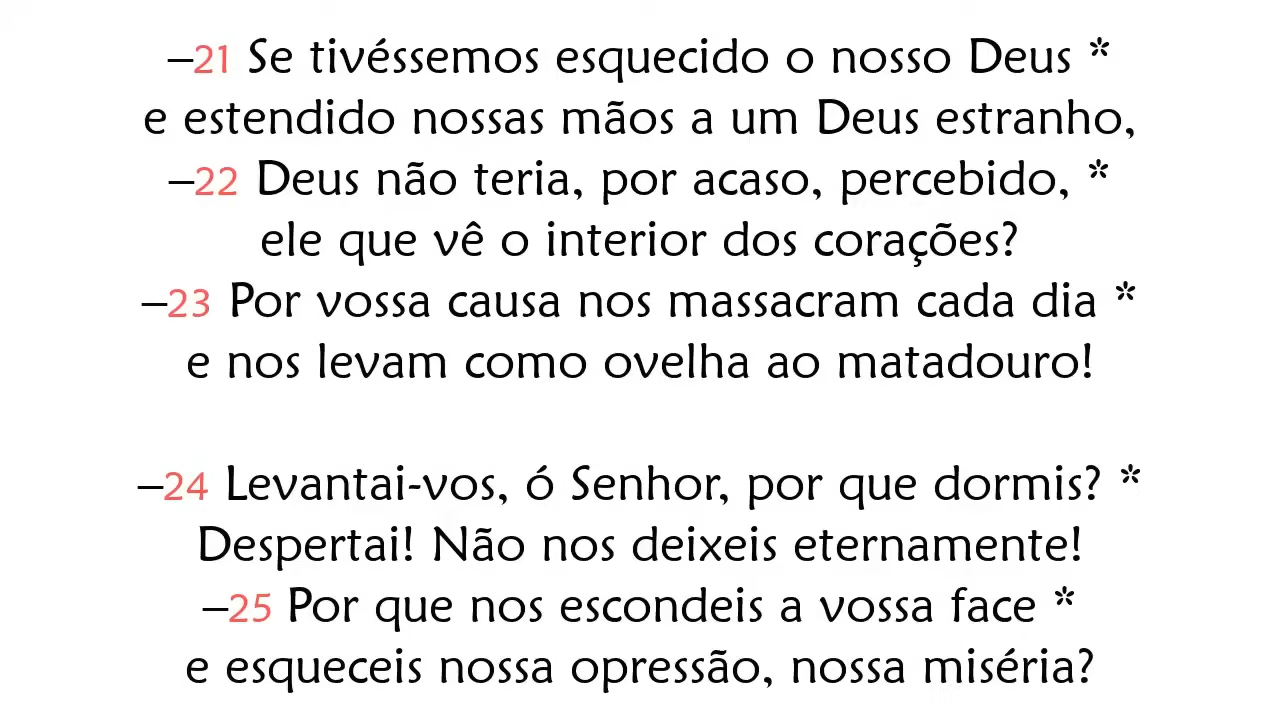 –21 Se tivéssemos esquecido o nosso Deus *
e estendido nossas mãos a um Deus estranho,
–22 Deus não teria, por acaso, percebido, *
ele que vê o interior dos corações?
–23 Por vossa causa nos massacram cada dia *
e nos levam como ovelha ao matadouro!
–24 Levantai-vos, ó Senhor, por que dormis? *
Despertai! Não nos deixeis eternamente!
–25 Por que nos escondeis a vossa face *
e esqueceis nossa opressão, nossa miséria?